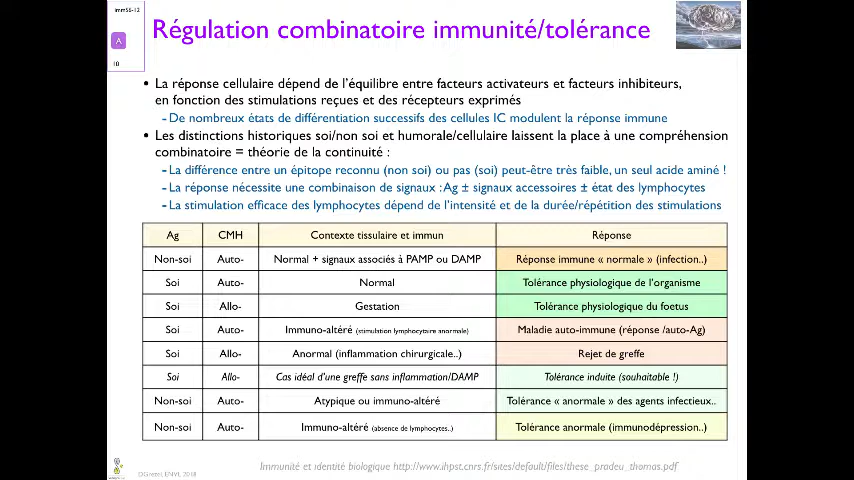 imm5S-12
A
10
Régulation combinatoire immunité/tolérance
• La réponse cellulaire dépend de l'équilibre entre facteurs activateurs et facteurs inhibiteurs,
en fonction des stimulations reçues et des récepteurs exprimés
- De nombreux états de différentiation successifs des cellules IC modulent la réponse immune
• Les distinctions historiques soi/non soi et humorale/cellulaire laissent la place à une compréhension
combinatoire = théorie de la continuité :
- La différence entre un épitope reconnu (non soi) ou pas (soi) peut-être très faible, un seul acide aminé !
- La réponse nécessite une combinaison de signaux : Ag ± signaux accessoires ± état des lymphocytes
- La stimulation efficace des lymphocytes dépend de l'intensité et de la durée/répétition des stimulations
Ag CMH Contexte tissulaire et immun Réponse
Non-soi Auto- Normal + signaux associés à PAMP ou DAMP Réponse immune « normale » (infection..)
Soi Auto- Normal Tolérance physiologique de l'organisme
Soi Allo- Gestation Tolérance physiologique du foetus
Soi Auto- Immuno-altéré (stimulation lymphocytaire anormale) Maladie auto-immune (réponse /auto-Ag)
Soi Allo- Anormal (inflammation chirurgicale..) Rejet de greffe
Soi Allo- Cas idéal d'une greffe sans inflammation/DAMP Tolérance induite (souhaitable !)
Non-soi Auto- Atypique ou immuno-altéré Tolérance « anormale » des agents infectieux..
Non-soi Auto- Immuno-altéré (absence de lymphocytes..) Tolérance anormale (immunodépression..)
Immunité et identité biologique http://www.ihpst.cnrs.fr/sites/default/files/these_pradeu_thomas.pdf
©Grezel, ENVT, 2018